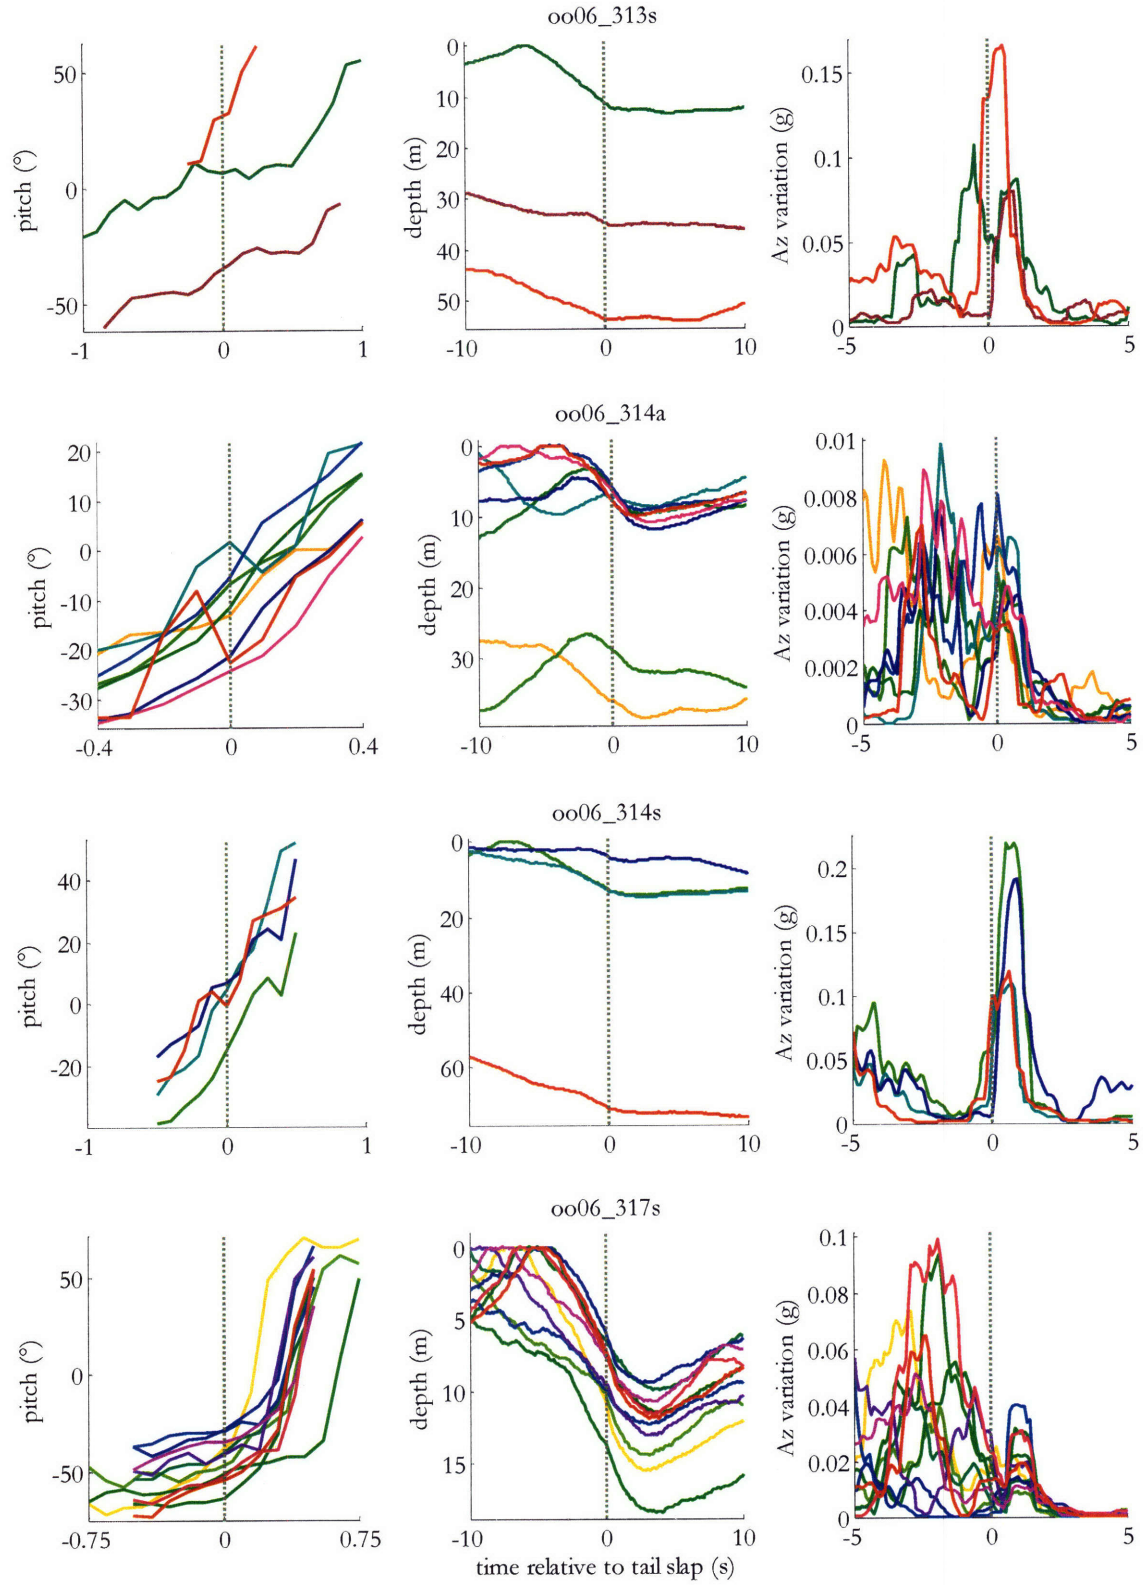 oo06_313s
pitch (°)
50
0
-50
-1 0 1
depth (m)
0
10
20
30
40
50
-10 0 10
Az variation (g)
0.15
0.1
0.05
0
-5 0 5
oo06_314a
pitch (°)
20
10
0
-10
-20
-30
-0.4 0 0.4
depth (m)
0
10
20
30
-10 0 10
Az variation (g)
0.01
0.008
0.006
0.004
0.002
0
-5 0 5
oo06_314s
pitch (°)
40
20
0
-20
-1 0 1
depth (m)
0
20
40
60
-10 0 10
Az variation (g)
0.2
0.15
0.1
0.05
0
-5 0 5
oo06_317s
pitch (°)
50
0
-50
-0.75 0 0.75
depth (m)
0
5
10
15
-10 0 10
time relative to tail slap (s)
Az variation (g)
0.1
0.08
0.06
0.04
0.02
0
-5 0 5